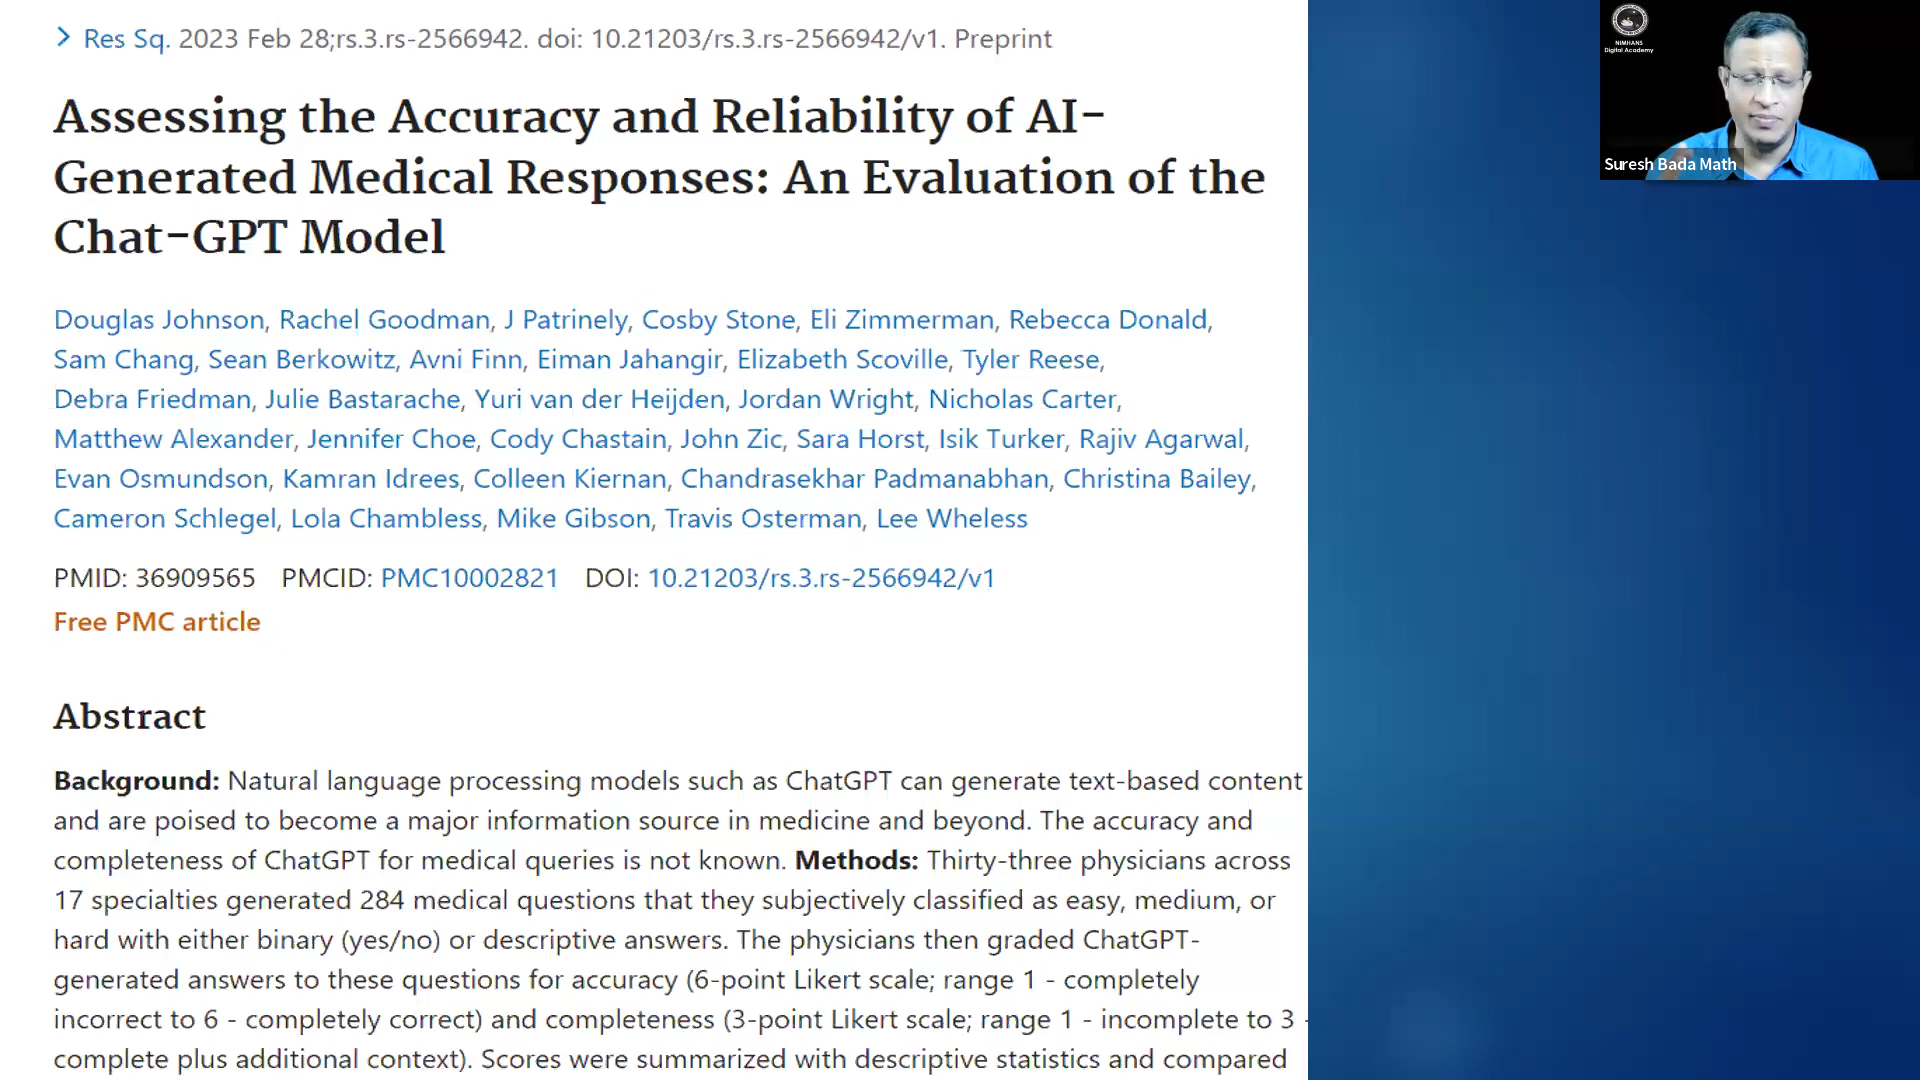 Res Sq. 2023 Feb 28;rs.3.rs-2566942. doi: 10.21203/rs.3.rs-2566942/v1. Preprint
Assessing the Accuracy and Reliability of AI-
Generated Medical Responses: An Evaluation of the
Chat-GPT Model
Douglas Johnson, Rachel Goodman, J Patrinely, Cosby Stone, Eli Zimmerman, Rebecca Donald,
Sam Chang, Sean Berkowitz, Avni Finn, Eiman Jahangir, Elizabeth Scoville, Tyler Reese,
Debra Friedman, Julie Bastarache, Yuri van der Heijden, Jordan Wright, Nicholas Carter,
Matthew Alexander, Jennifer Choe, Cody Chastain, John Zic, Sara Horst, Isik Turker, Rajiv Agarwal,
Evan Osmundson, Kamran Idrees, Colleen Kiernan, Chandrasekhar Padmanabhan, Christina Bailey,
Cameron Schlegel, Lola Chambless, Mike Gibson, Travis Osterman, Lee Wheless
PMID: 36909565 PMCID: PMC10002821 DOI: 10.21203/rs.3.rs-2566942/v1
Free PMC article
Abstract
Background: Natural language processing models such as ChatGPT can generate text-based content
and are poised to become a major information source in medicine and beyond. The accuracy and
completeness of ChatGPT for medical queries is not known. Methods: Thirty-three physicians across
17 specialties generated 284 medical questions that they subjectively classified as easy, medium, or
hard with either binary (yes/no) or descriptive answers. The physicians then graded ChatGPT-
generated answers to these questions for accuracy (6-point Likert scale; range 1 - completely
incorrect to 6 - completely correct) and completeness (3-point Likert scale; range 1 - incomplete to 3 -
complete plus additional context). Scores were summarized with descriptive statistics and compared
NIMHANS
Digital Academy
Suresh Bada Math